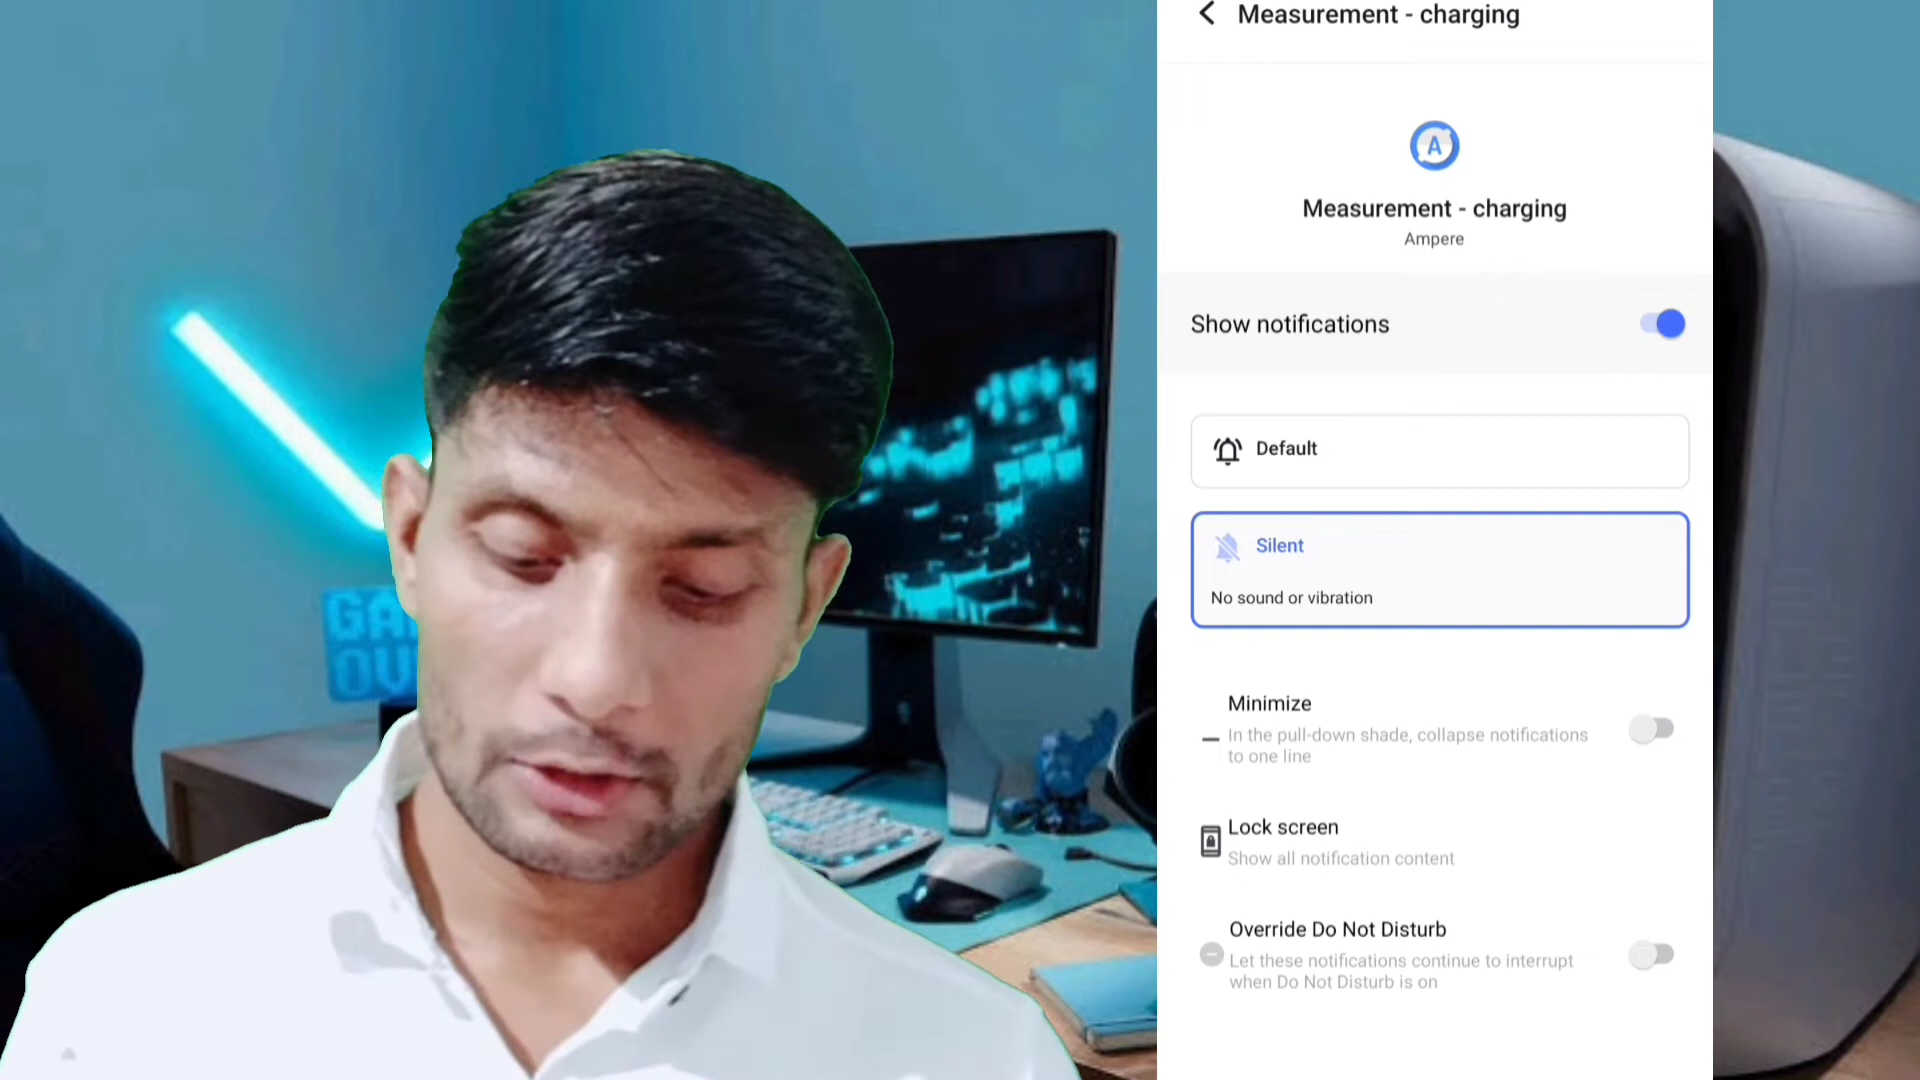 Measurement - charging
A
Measurement - charging
Ampere
Show notifications
Default
Silent
No sound or vibration
Minimize
In the pull-down shade, collapse notifications
to one line
Lock screen
Show all notification content
Override Do Not Disturb
Let these notifications continue to interrupt
when Do Not Disturb is on
GA
OV